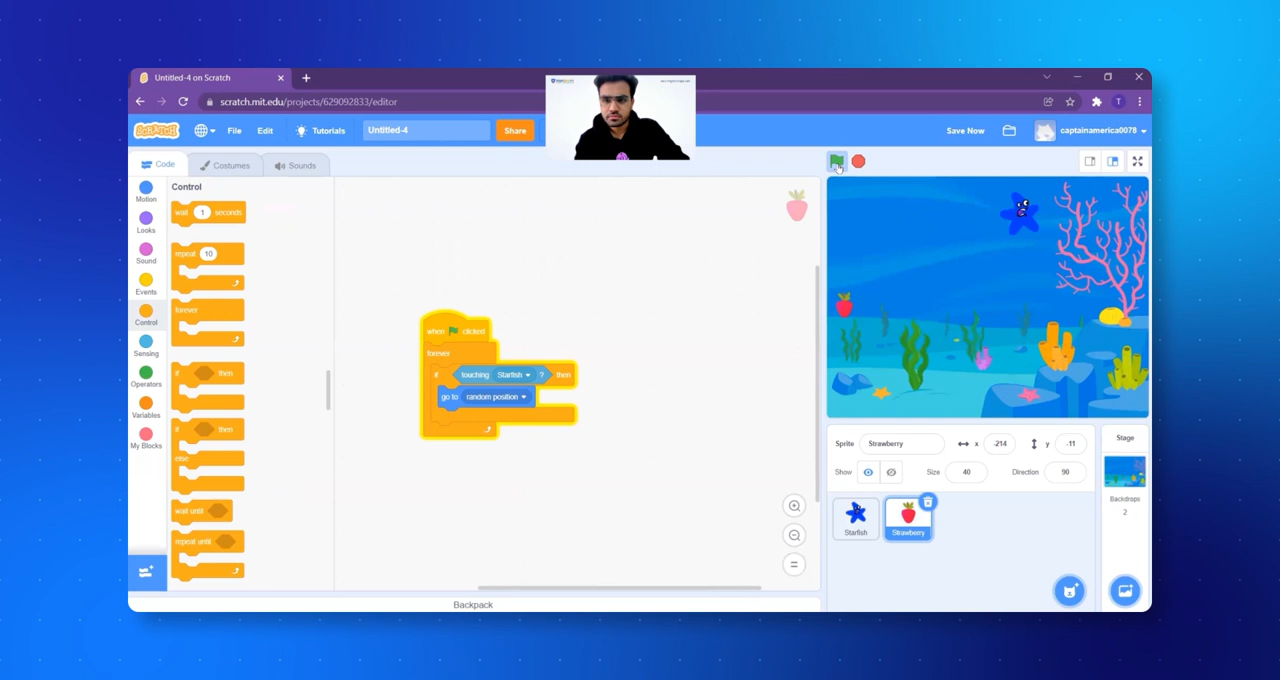 Untitled-4 on Scratch
scratch.mit.edu/projects/629092833/editor
T
SCRATCH
File
Edit
Tutorials
Untitled-4
Share
Save Now
captainamerica0078
Code
Costumes
Sounds
Motion
Looks
Sound
Events
Control
Sensing
Operators
Variables
My Blocks
Control
wait 1 seconds
repeat 10
forever
if then
if then
else
wait until
repeat until
when clicked
forever
if touching Starfish ? then
go to random position
Backpack
Sprite Strawberry x -214 y -11
Show Size 40 Direction 90
Starfish
Strawberry
Stage
Backdrops
2